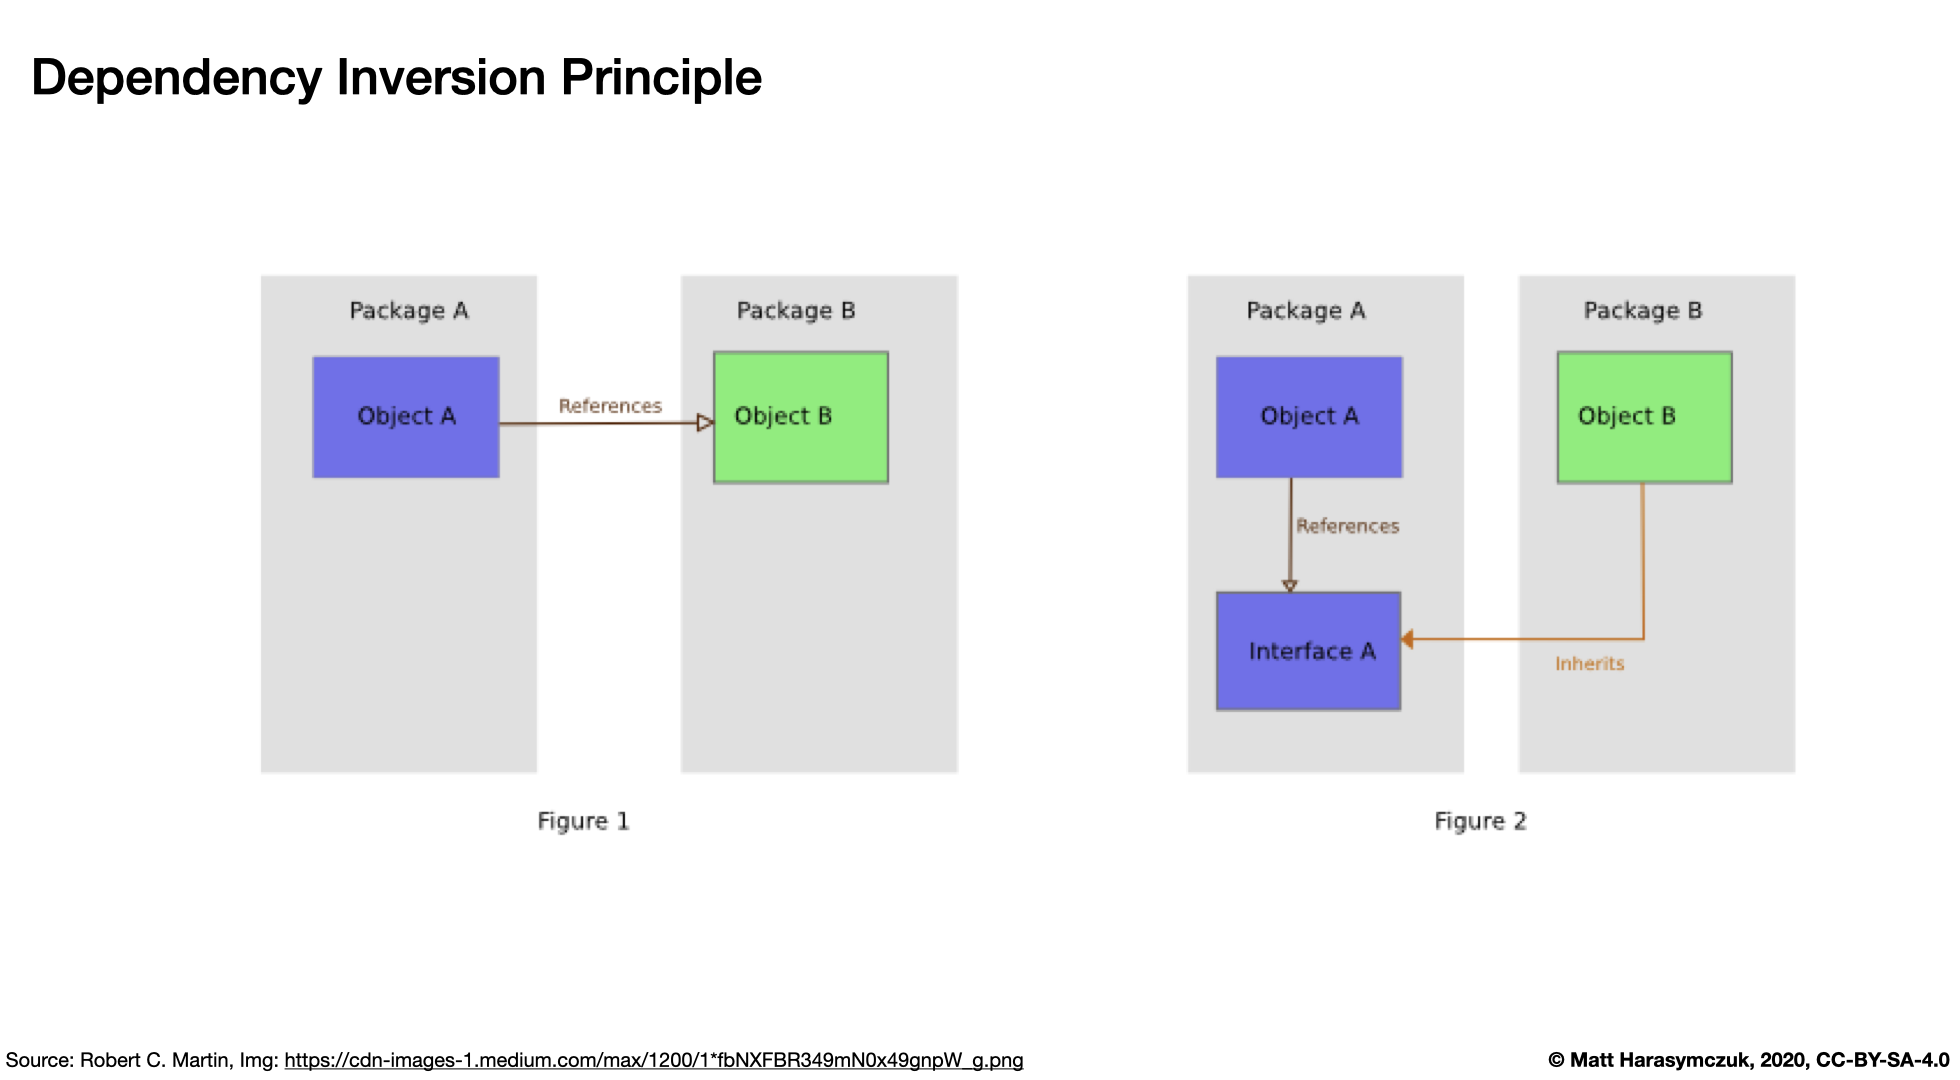 Dependency Inversion Principle
Package A
Package B
Object A
References
Object B
Figure 1
Package A
Package B
Object A
Object B
References
Interface A
Inherits
Figure 2
Source: Robert C. Martin, Img: https://cdn-images-1.medium.com/max/1200/1*fbNXFBR349mN0x49gnpW_g.png
© Matt Harasymczuk, 2020, CC-BY-SA-4.0